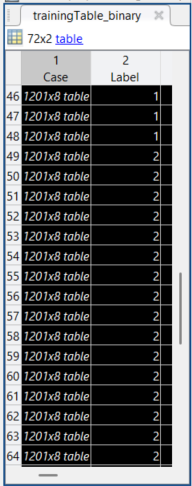 trainingTable_binary
72x2 table
1 2
Case Label
46 1201x8 table 1
47 1201x8 table 1
48 1201x8 table 1
49 1201x8 table 2
50 1201x8 table 2
51 1201x8 table 2
52 1201x8 table 2
53 1201x8 table 2
54 1201x8 table 2
55 1201x8 table 2
56 1201x8 table 2
57 1201x8 table 2
58 1201x8 table 2
59 1201x8 table 2
60 1201x8 table 2
61 1201x8 table 2
62 1201x8 table 2
63 1201x8 table 2
64 1201x8 table 2